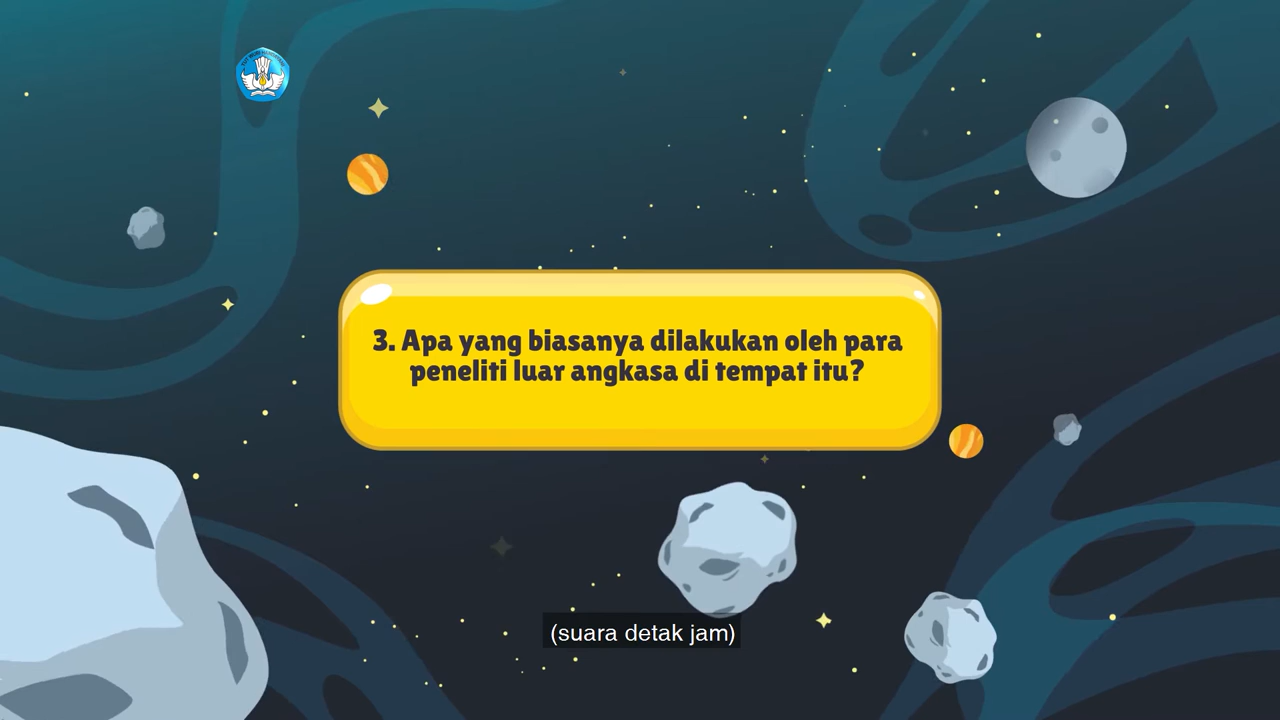 3. Apa yang biasanya dilakukan oleh para
peneliti luar angkasa di tempat itu?
(suara detak jam)